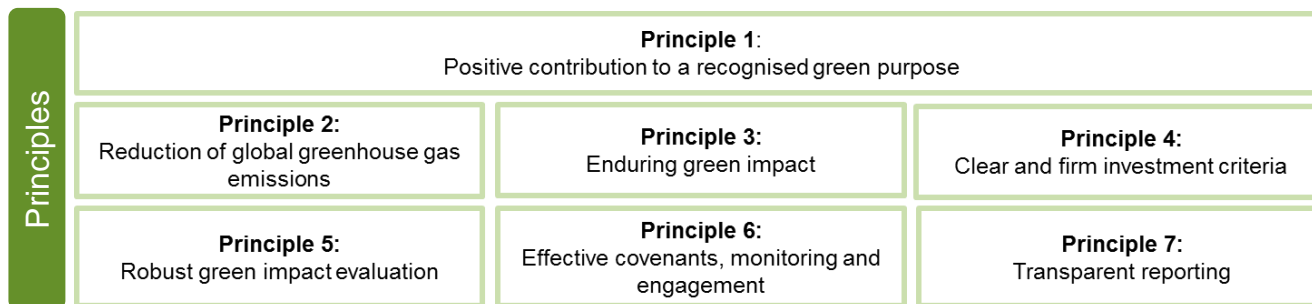 Principles
Principle 1:
Positive contribution to a recognised green purpose
Principle 2:
Reduction of global greenhouse gas
emissions
Principle 3:
Enduring green impact
Principle 4:
Clear and firm investment criteria
Principle 5:
Robust green impact evaluation
Principle 6:
Effective covenants, monitoring and
engagement
Principle 7:
Transparent reporting